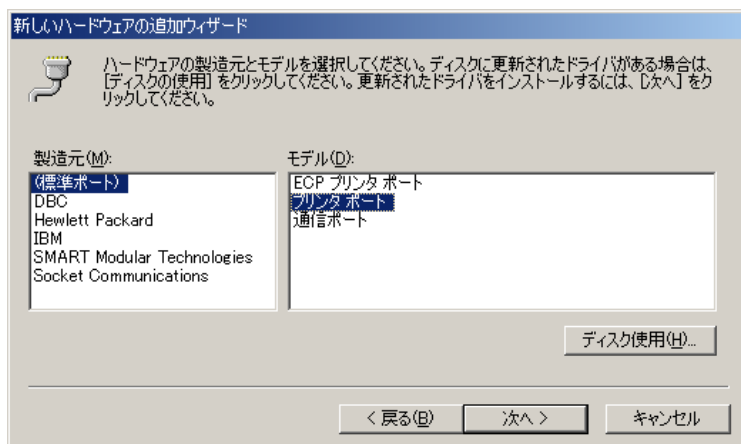 新しいハードウェアの追加ウィザード
ハードウェアの製造元とモデルを選択してください。ディスクに更新されたドライバがある場合は、
[ディスクの使用] をクリックしてください。更新されたドライバをインストールするには、[次へ] をク
リックしてください。
製造元(M):
(標準ポート)
DBC
Hewlett Packard
IBM
SMART Modular Technologies
Socket Communications
モデル(D):
ECP プリンタ ポート
プリンタ ポート
通信ポート
ディスク使用(H)...
< 戻る(B)
次へ >
キャンセル